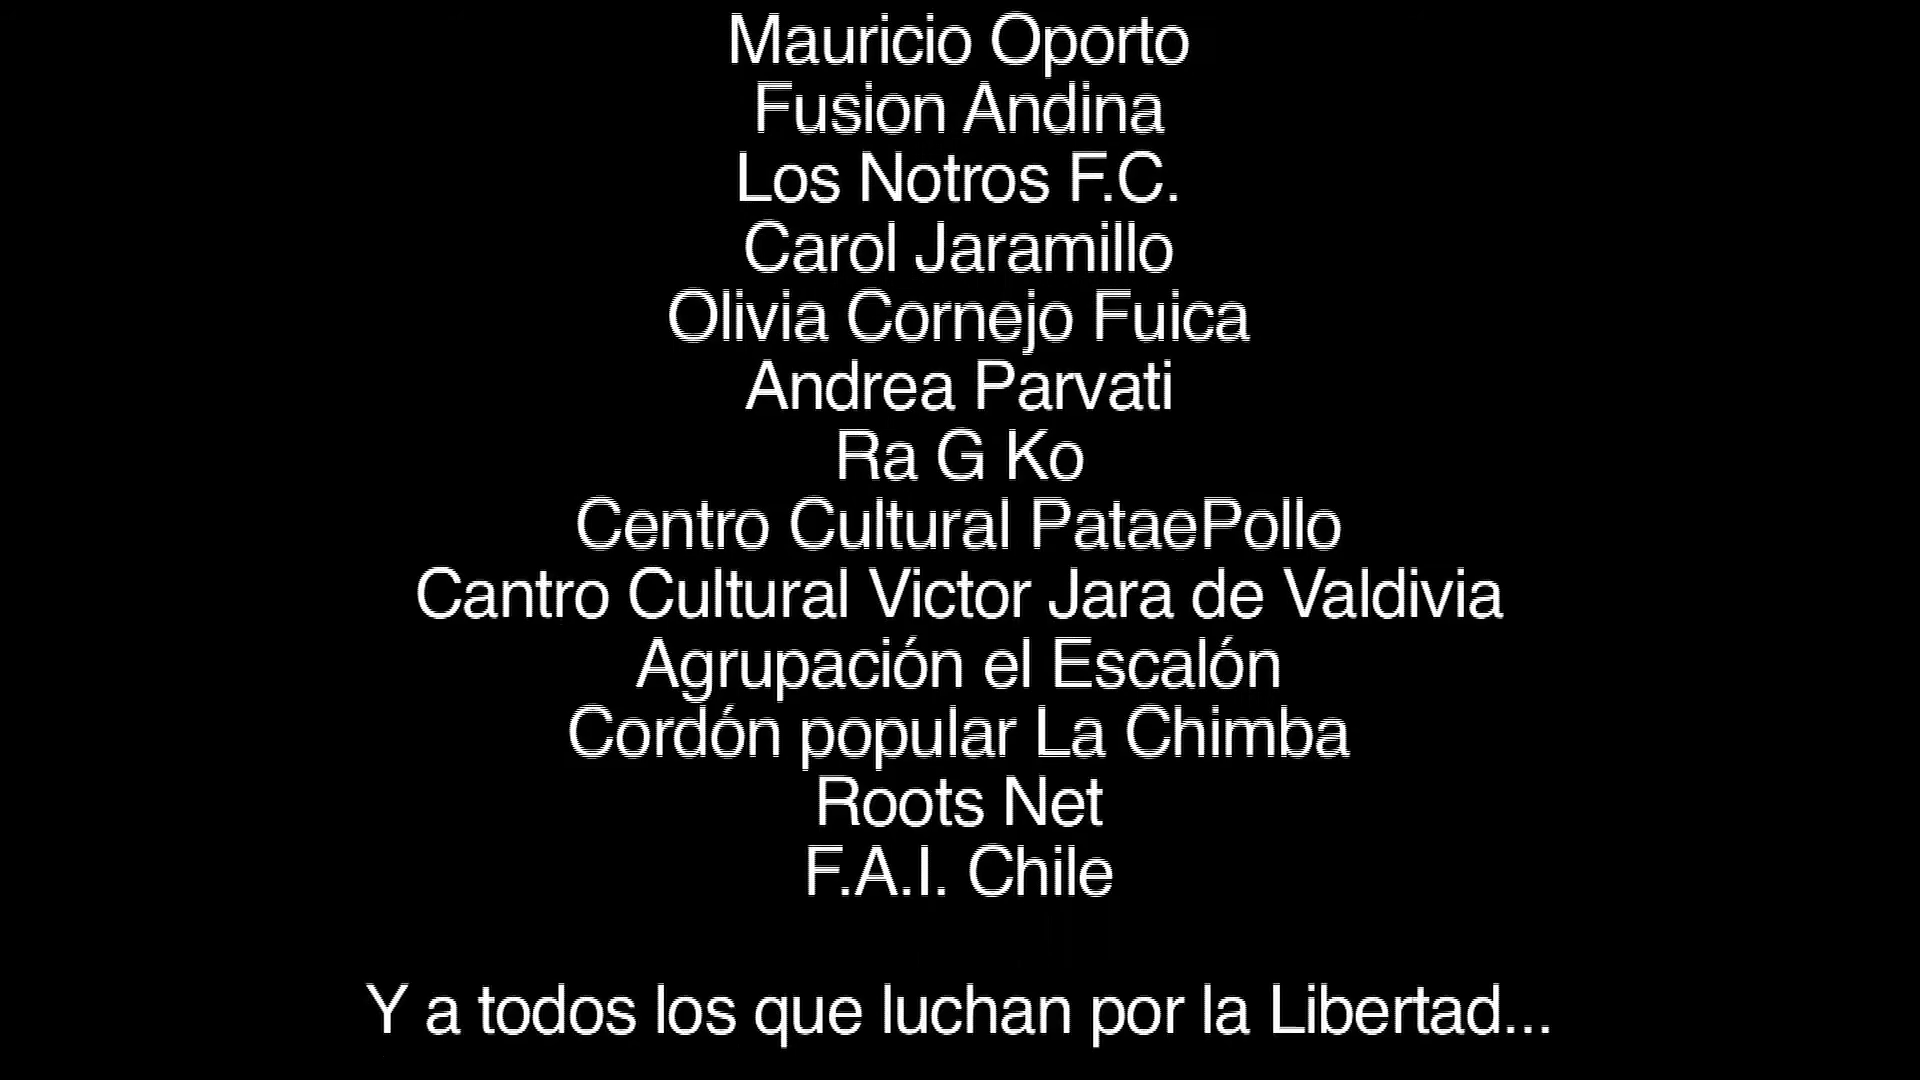 Mauricio Oporto
Fusion Andina
Los Notros F.C.
Carol Jaramillo
Olivia Cornejo Fuica
Andrea Parvati
Ra G Ko
Centro Cultural PataePollo
Cantro Cultural Victor Jara de Valdivia
Agrupación el Escalón
Cordón popular La Chimba
Roots Net
F.A.I. Chile
Y a todos los que luchan por la Libertad...